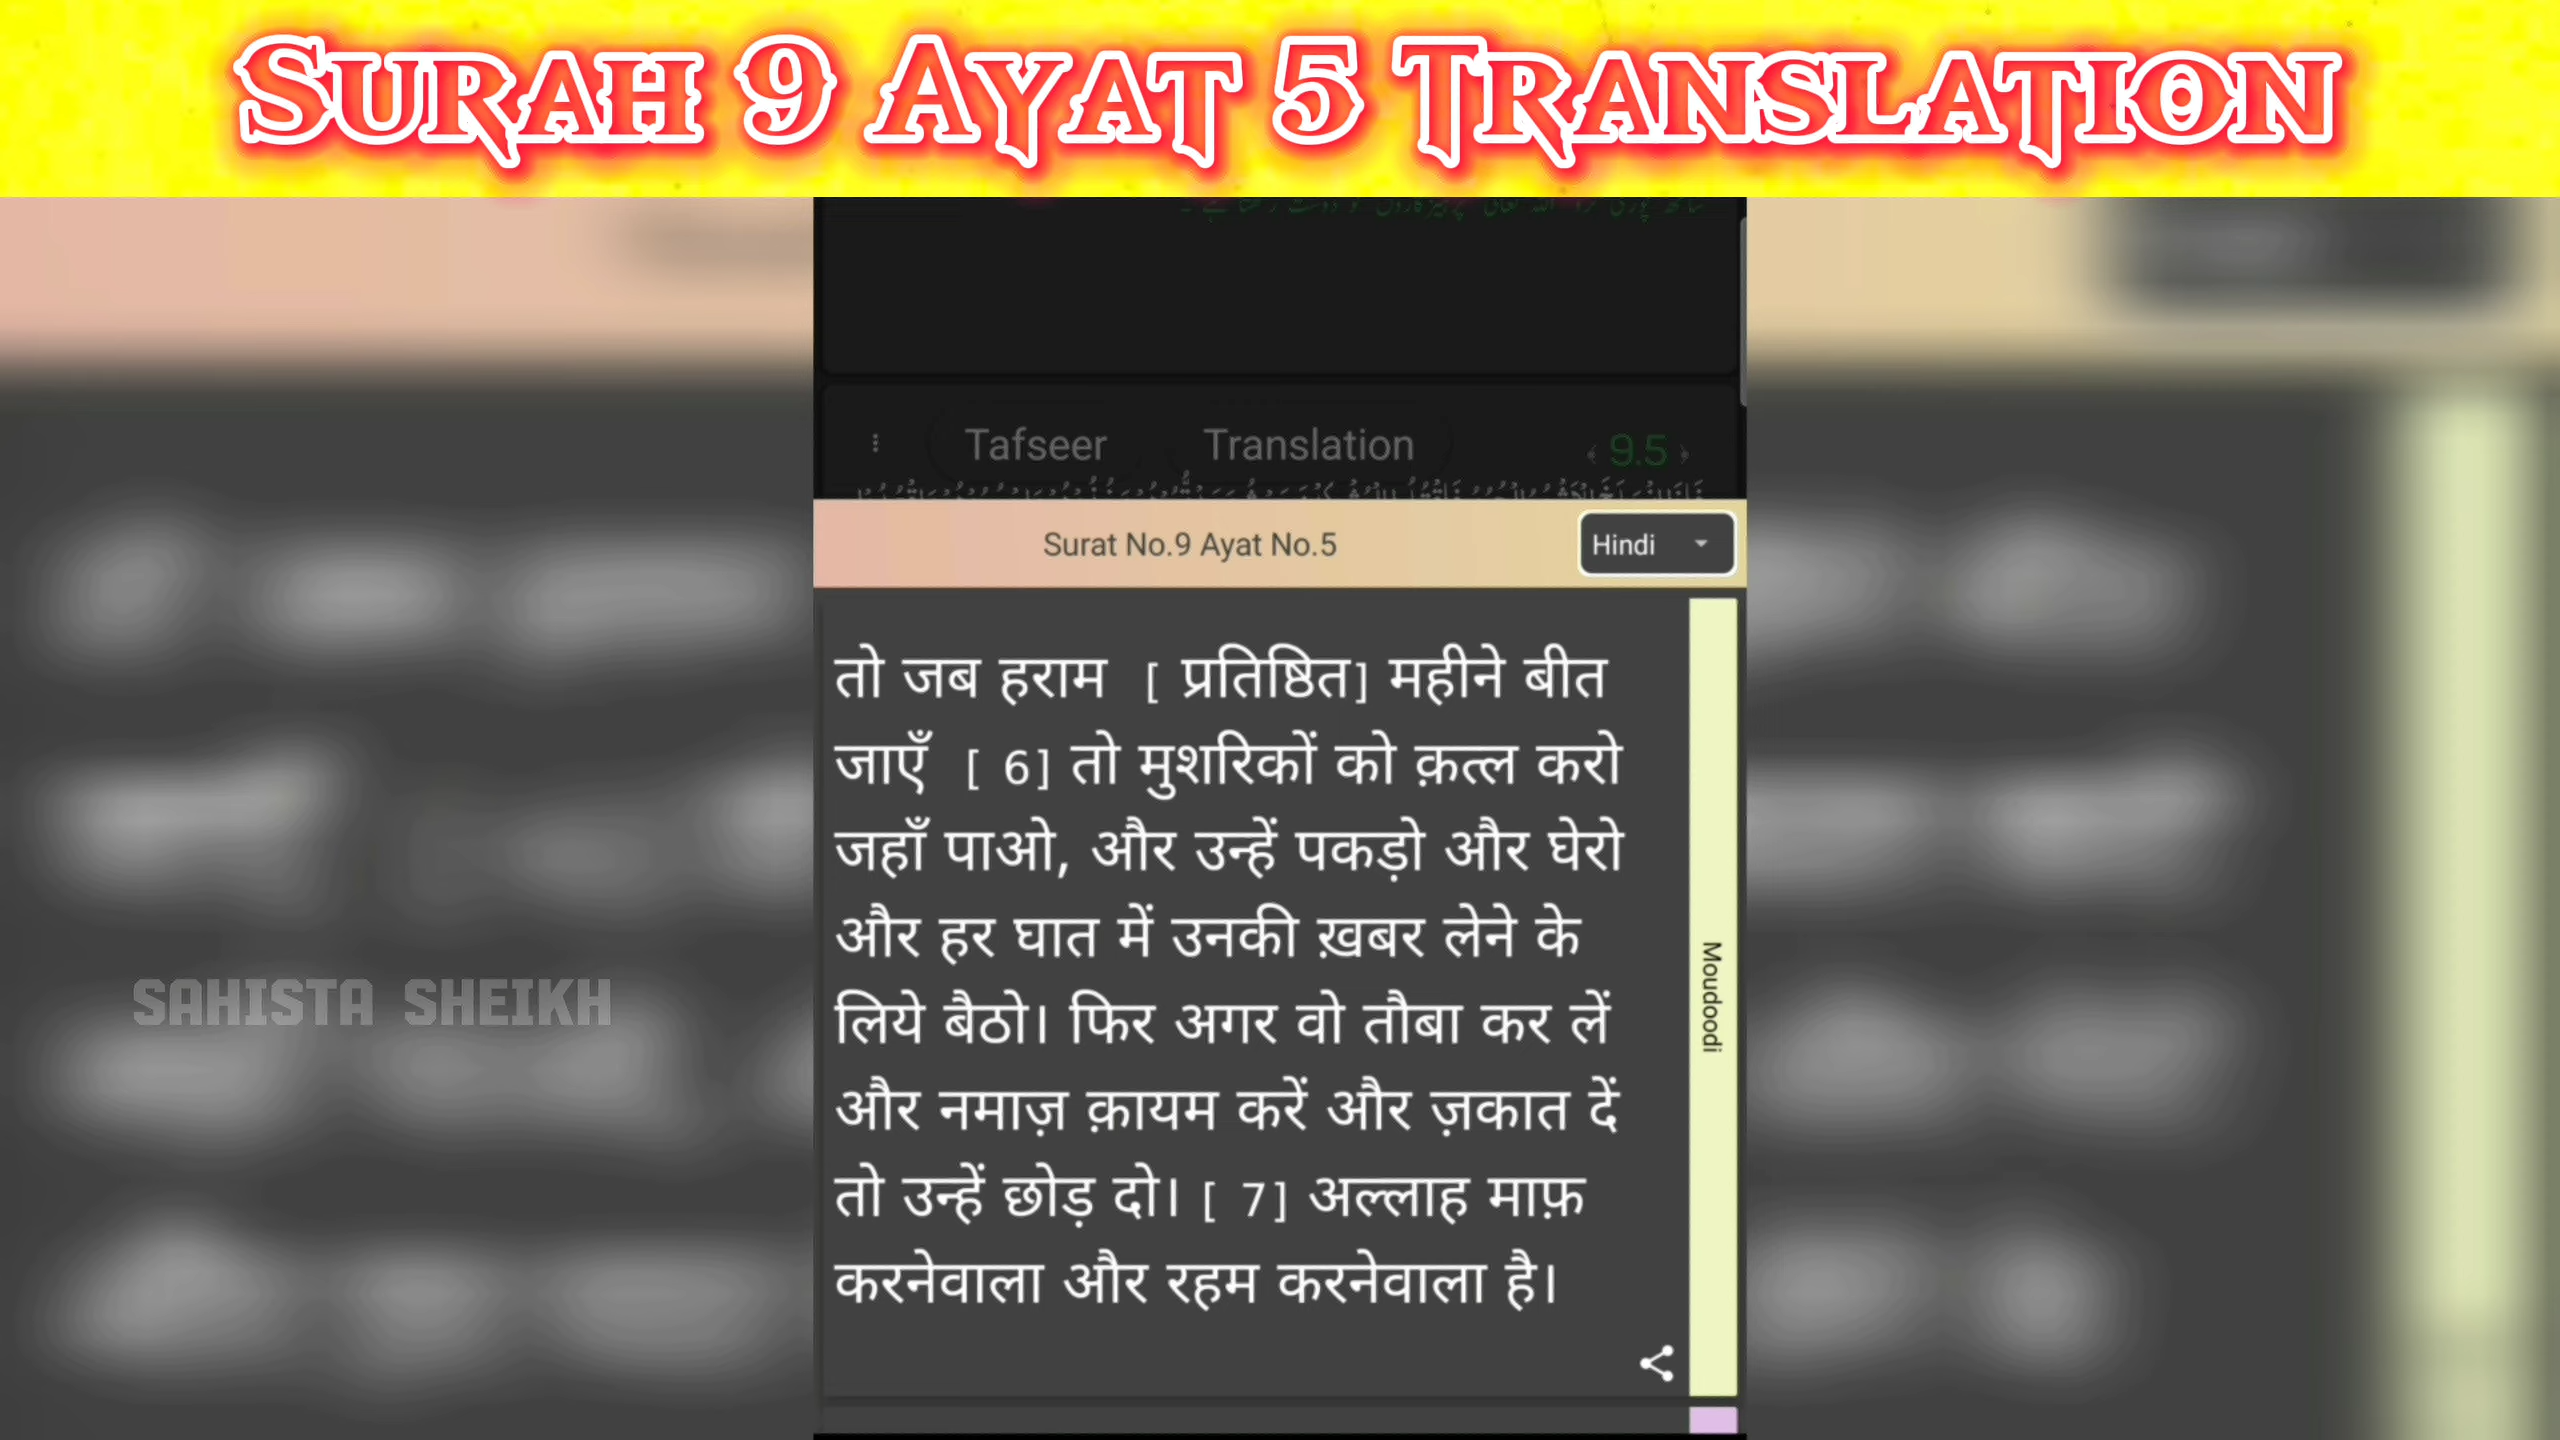 SURAH 9 AYAT 5 TRANSLATION
Tafseer Translation 9.5
Surat No.9 Ayat No.5 Hindi
तो जब हराम [ प्रतिष्ठित] महीने बीत
जाएँ [ 6] तो मुशरिकों को क़त्ल करो
जहाँ पाओ, और उन्हें पकड़ो और घेरो
और हर घात में उनकी ख़बर लेने के
लिये बैठो। फिर अगर वो तौबा कर लें
और नमाज़ क़ायम करें और ज़कात दें
तो उन्हें छोड़ दो। [ 7] अल्लाह माफ़
करनेवाला और रहम करनेवाला है।
Moudoodi
SAHISTA SHEIKH